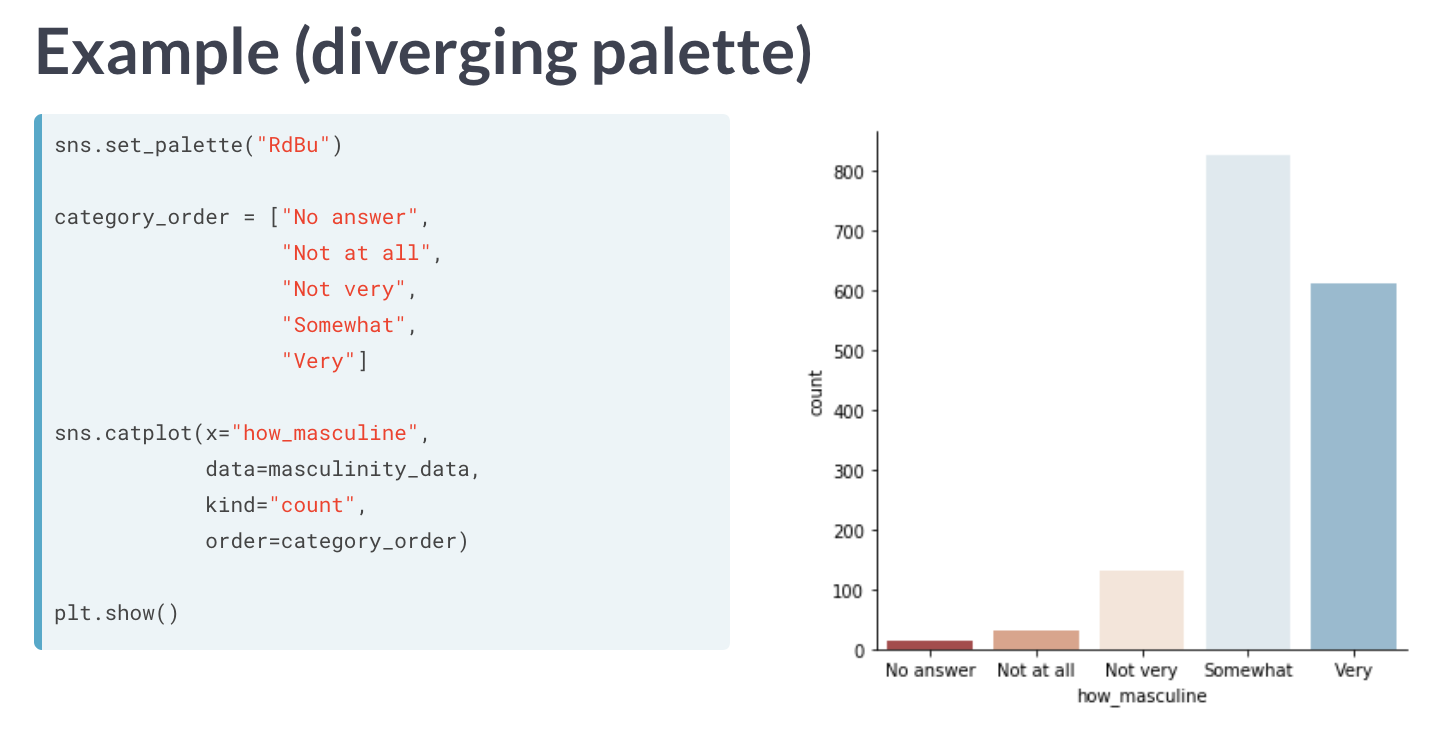 Example (diverging palette)
sns.set_palette("RdBu")
category_order = ["No answer",
"Not at all",
"Not very",
"Somewhat",
"Very"]
sns.catplot(x="how_masculine",
data=masculinity_data,
kind="count",
order=category_order)
plt.show()
800
700
600
500
400
300
200
100
0
count
No answer Not at all Not very Somewhat Very
how_masculine